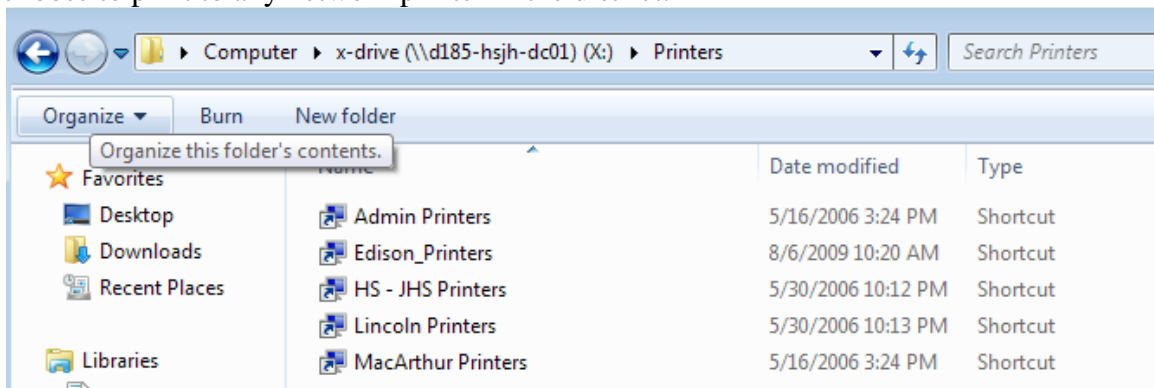 Computer ▸ x-drive (\\d185-hsjh-dc01) (X:) ▸ Printers Search Printers
Organize Burn New folder
Organize this folder's contents.
Date modified Type
Favorites
Desktop Admin Printers 5/16/2006 3:24 PM Shortcut
Downloads Edison_Printers 8/6/2009 10:20 AM Shortcut
Recent Places HS - JHS Printers 5/30/2006 10:12 PM Shortcut
Lincoln Printers 5/30/2006 10:13 PM Shortcut
Libraries MacArthur Printers 5/16/2006 3:24 PM Shortcut